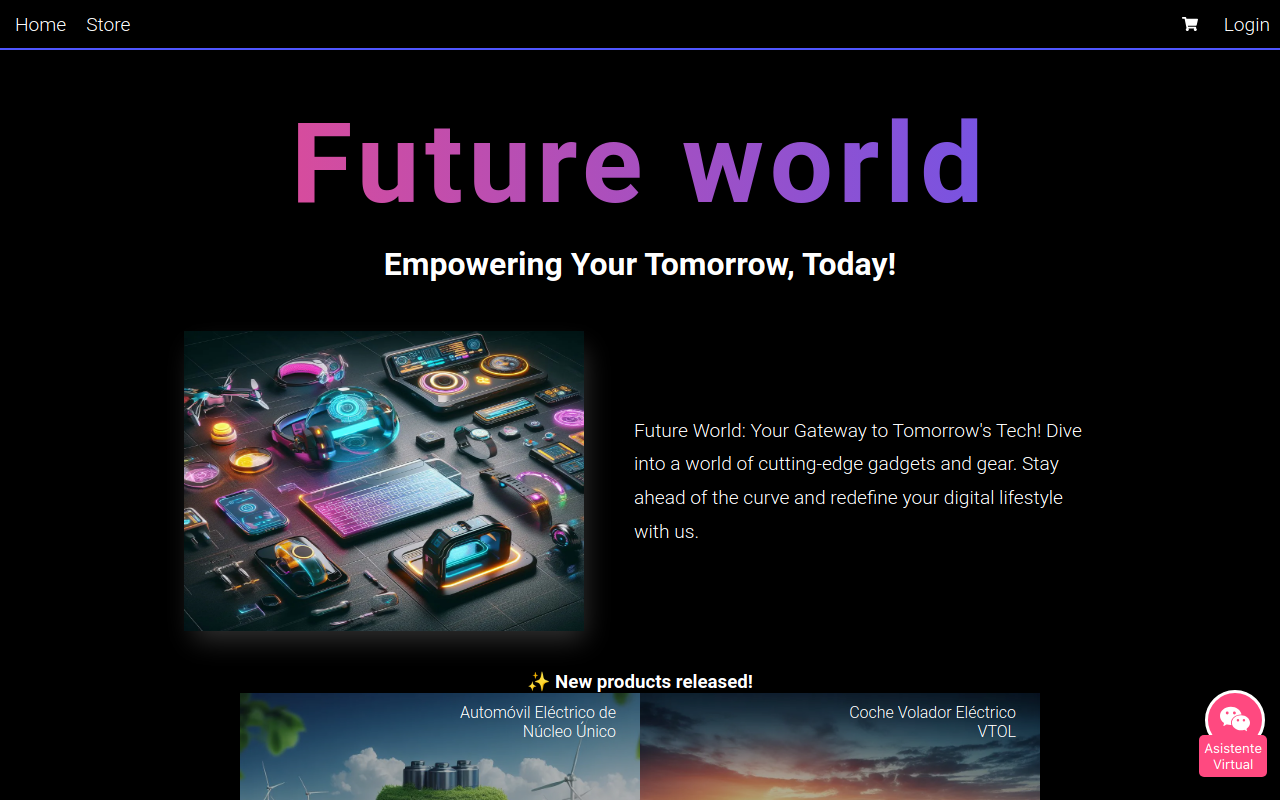 Home Store Login
Future world
Empowering Your Tomorrow, Today!
Future World: Your Gateway to Tomorrow's Tech! Dive
into a world of cutting-edge gadgets and gear. Stay
ahead of the curve and redefine your digital lifestyle
with us.
✨ New products released!
Automóvil Eléctrico de
Núcleo Único
Coche Volador Eléctrico
VTOL
Asistente
Virtual